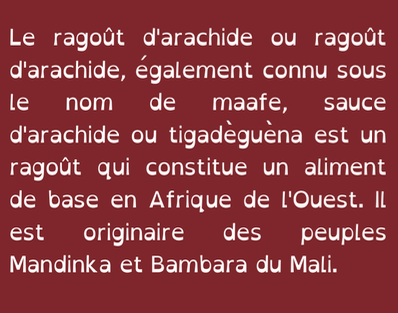 Le ragoût d'arachide ou ragoût
d'arachide, également connu sous
le nom de maafe, sauce
d'arachide ou tigadèguèna est un
ragoût qui constitue un aliment
de base en Afrique de l'Ouest. Il
est originaire des peuples
Mandinka et Bambara du Mali.